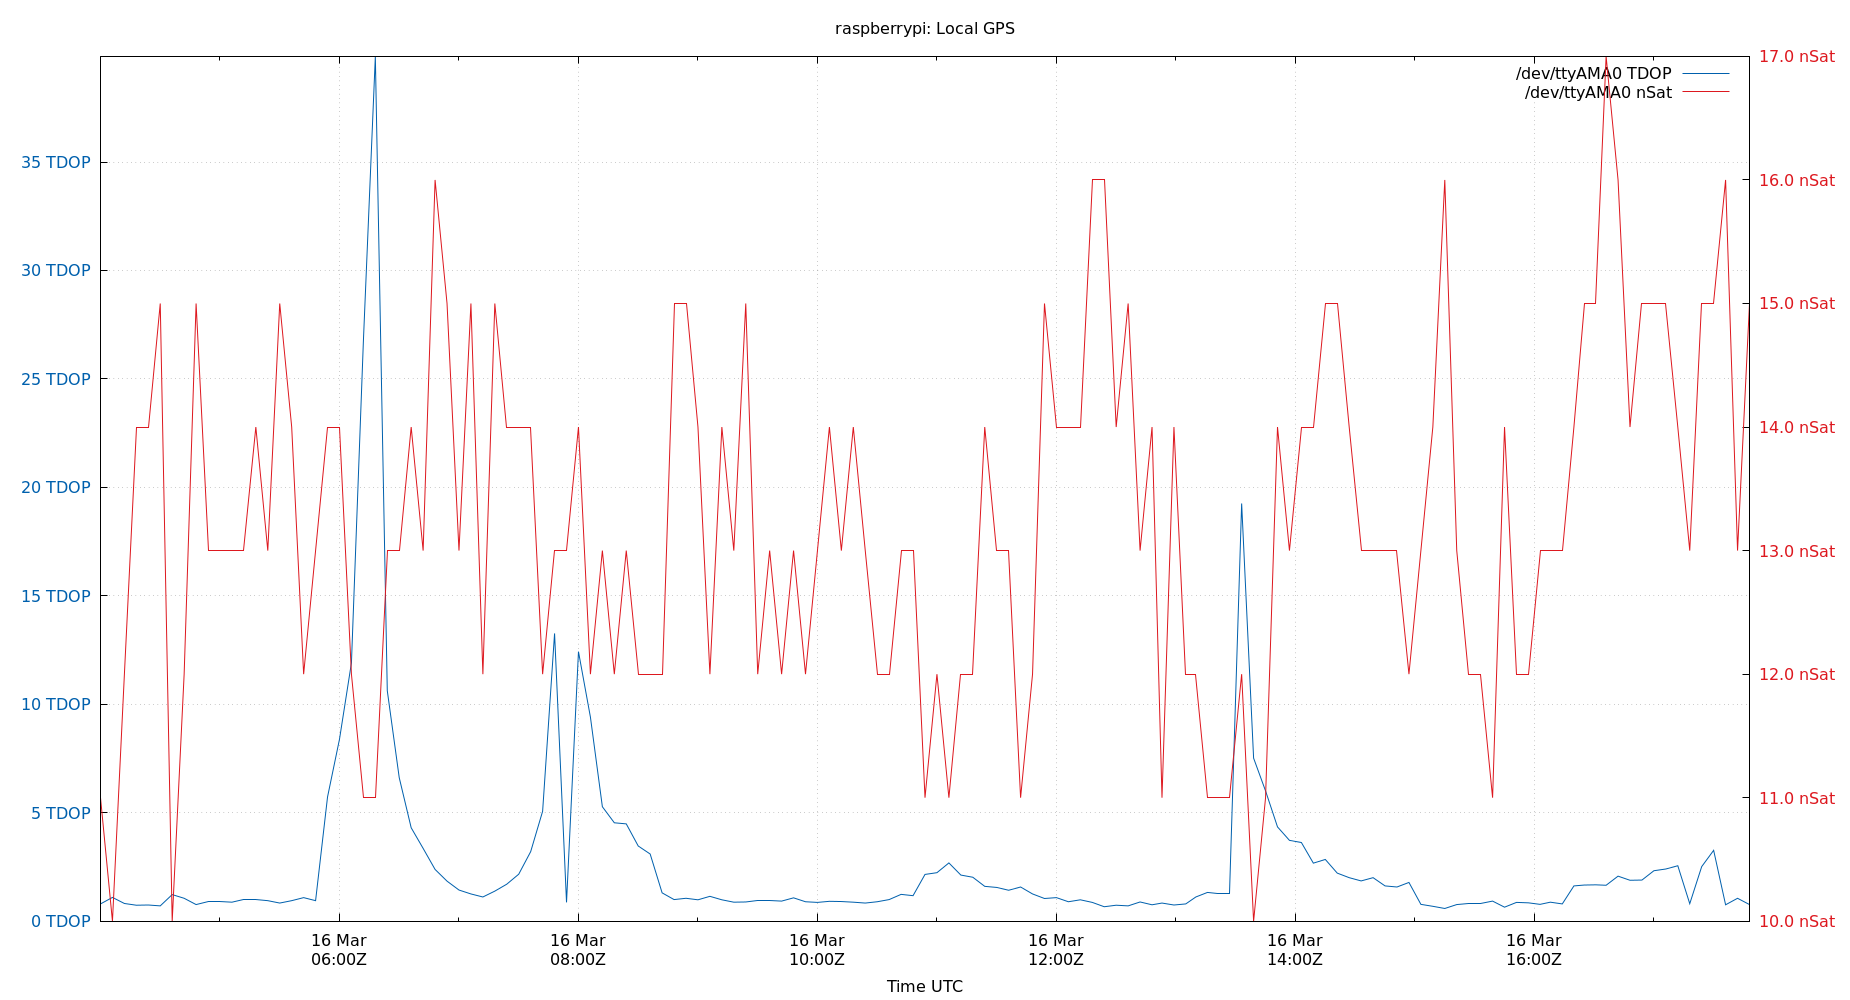 raspberrypi: Local GPS
/dev/ttyAMA0 TDOP
/dev/ttyAMA0 nSat
35 TDOP
30 TDOP
25 TDOP
20 TDOP
15 TDOP
10 TDOP
5 TDOP
0 TDOP
17.0 nSat
16.0 nSat
15.0 nSat
14.0 nSat
13.0 nSat
12.0 nSat
11.0 nSat
10.0 nSat
16 Mar
06:00Z
16 Mar
08:00Z
16 Mar
10:00Z
16 Mar
12:00Z
16 Mar
14:00Z
16 Mar
16:00Z
Time UTC